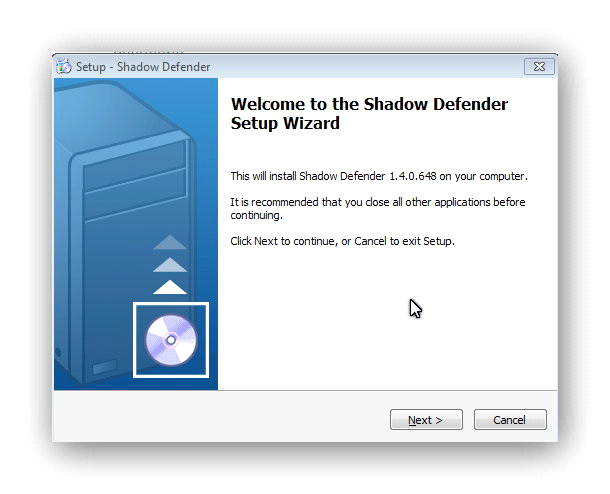 Setup - Shadow Defender
Welcome to the Shadow Defender
Setup Wizard
This will install Shadow Defender 1.4.0.648 on your computer.
It is recommended that you close all other applications before
continuing.
Click Next to continue, or Cancel to exit Setup.
Next >
Cancel